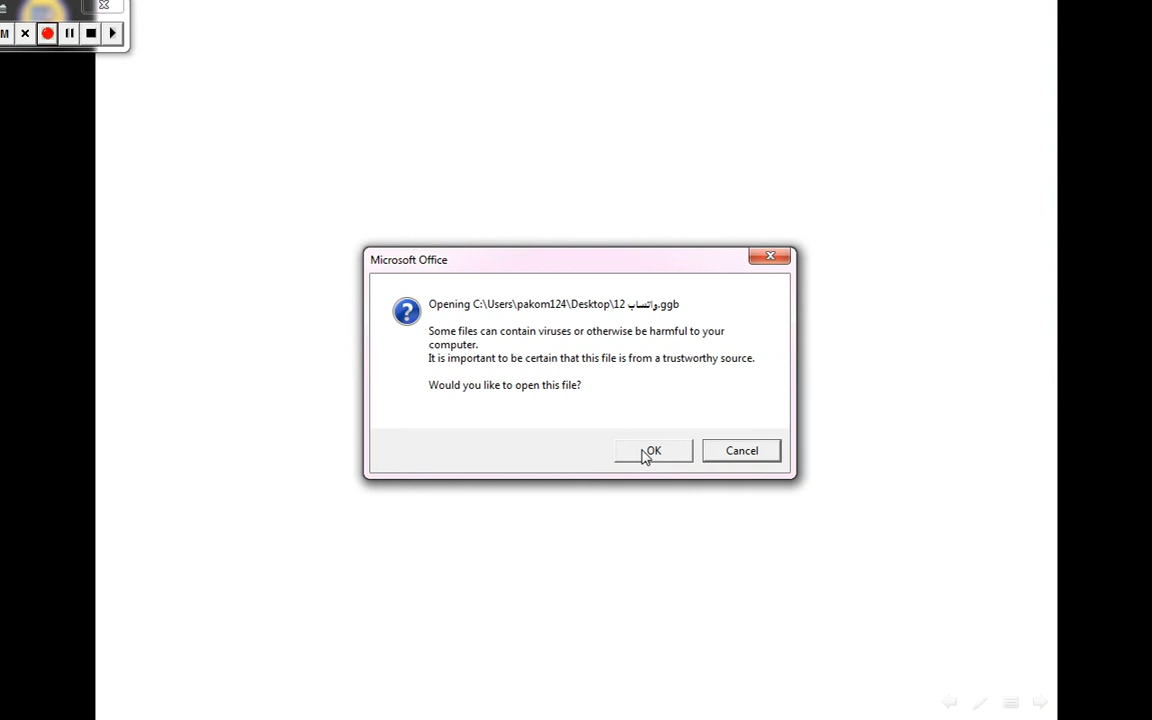 M
Microsoft Office
Opening C:\Users\pakom124\Desktop\12 واتساب.ggb
Some files can contain viruses or otherwise be harmful to your
computer.
It is important to be certain that this file is from a trustworthy source.
Would you like to open this file?
OK
Cancel